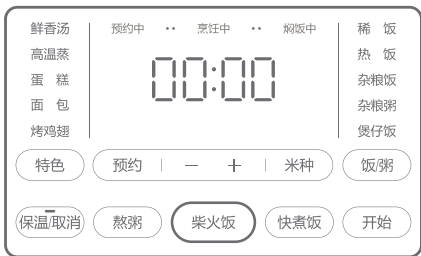 鲜香汤
高温蒸
蛋 糕
面 包
烤鸡翅
预约中 ·· 烹饪中 ·· 焖饭中
00:00
稀 饭
热 饭
杂粮饭
杂粮粥
煲仔饭
特色
预约 | — + | 米种
饭/粥
保温/取消
熬粥
柴火饭
快煮饭
开始